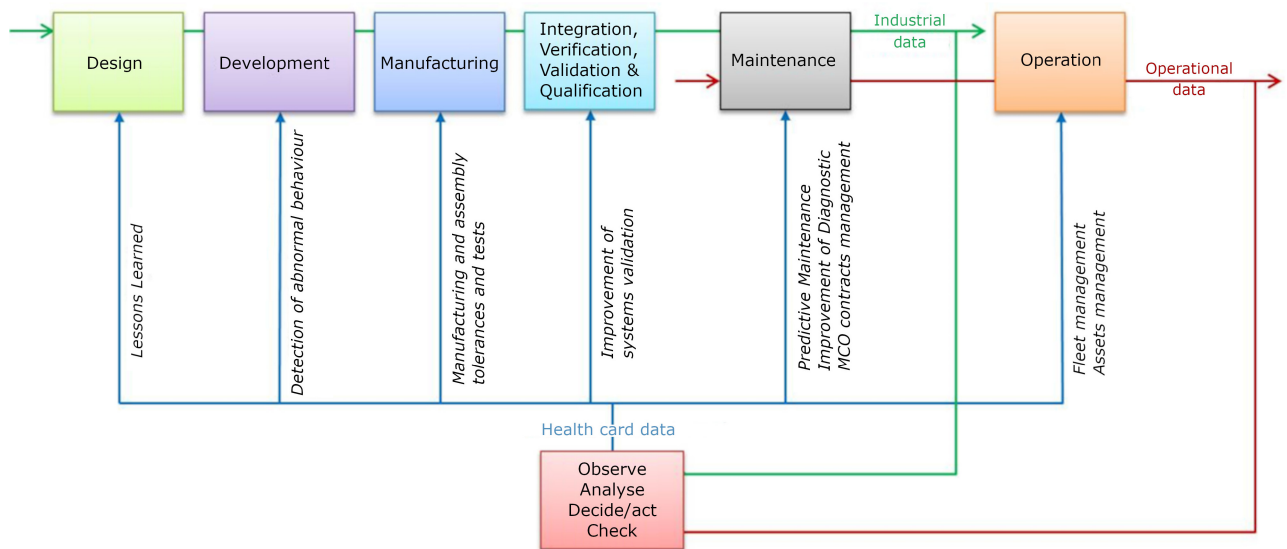 Design
Development
Manufacturing
Integration,
Verification,
Validation &
Qualification
Maintenance
Industrial
data
Operation
Operational
data
Lessons Learned
Detection of abnormal behaviour
Manufacturing and assembly
tolerances and tests
Improvement of
systems validation
Predictive Maintenance
Improvement of Diagnostic
MCO contracts management
Fleet management
Assets management
Health card data
Observe
Analyse
Decide/act
Check